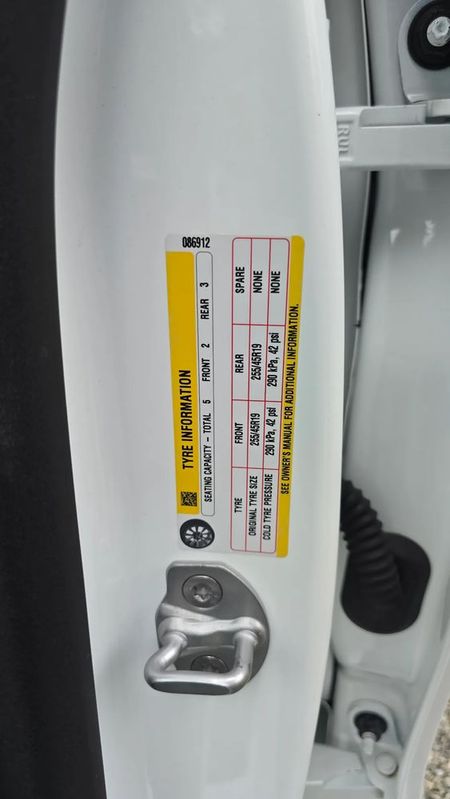 086912
TYRE INFORMATION
SEATING CAPACITY – TOTAL 5 FRONT 2 REAR 3
TYRE FRONT REAR SPARE
ORIGINAL TYRE SIZE 255/45R19 255/45R19 NONE
COLD TYRE PRESSURE 290 kPa, 42 psi 290 kPa, 42 psi NONE
SEE OWNER'S MANUAL FOR ADDITIONAL INFORMATION.